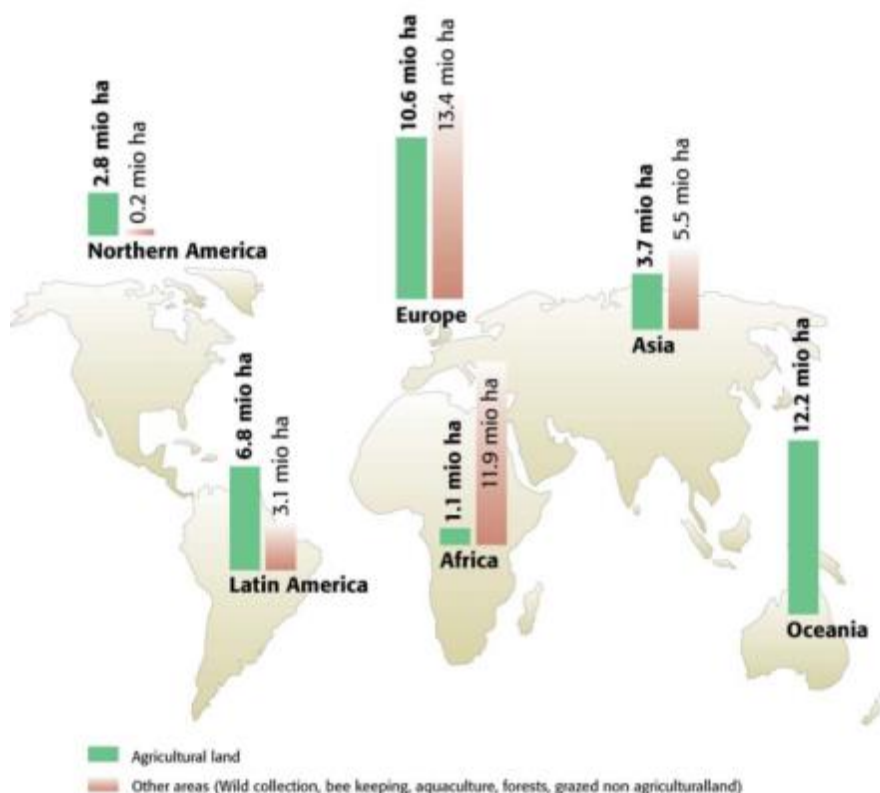 2.8 mio ha
0.2 mio ha
Northern America
10.6 mio ha
13.4 mio ha
Europe
3.7 mio ha
5.5 mio ha
Asia
6.8 mio ha
3.1 mio ha
Latin America
1.1 mio ha
11.9 mio ha
Africa
12.2 mio ha
Oceania
Agricultural land
Other areas (Wild collection, bee keeping, aquaculture, forests, grazed non agriculturalland)